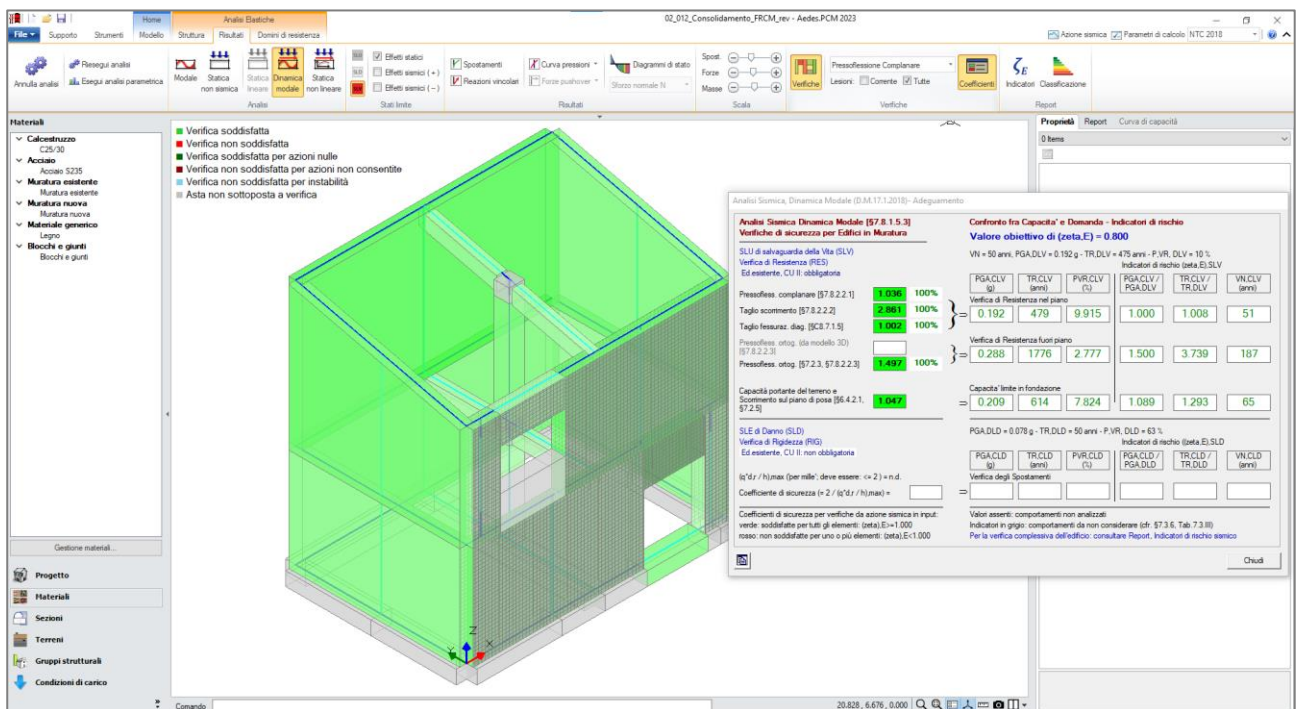 02_012_Consolidamento_FRCM_rev - Aedes.PCM 2023
Home
Analisi Elastiche
File
Supporto
Strumenti
Modello
Struttura
Risultati
Domini di resistenza
Azione sismica
Parametri di calcolo
NTC 2018
Annulla analisi
Riesegui analisi
Esegui analisi parametrica
Modale
Statica non sismica
Statica lineare
Dinamica modale
Statica non lineare
Analisi
Effetti statici
Effetti sismici (+)
Effetti sismici (-)
Stati limite
Spostamenti
Reazioni vincolari
Curva pressioni
Forze pushover
Risultati
Diagrammi di stato
Sforzo normale N
Spost.
Forze
Masse
Scala
Verifiche
Pressoflessione Complanare
Lesioni:
Corrente
Tutte
Coefficienti
Verifiche
Indicatori
Classificazione
Report
Materiali
Calcestruzzo
C25/30
Acciaio
Acciaio S235
Muratura esistente
Muratura esistente
Muratura nuova
Muratura nuova
Materiale generico
Legno
Blocchi e giunti
Blocchi e giunti
Gestione materiali...
Progetto
Materiali
Sezioni
Terreni
Gruppi strutturali
Condizioni di carico
Verifica soddisfatta
Verifica non soddisfatta
Verifica soddisfatta per azioni nulle
Verifica non soddisfatta per azioni non consentite
Verifica non soddisfatta per instabilità
Asta non sottoposta a verifica
Z
X
Y
Comando
20.828 , 6.676, 0.000
Proprietà
Report
Curva di capacità
0 Items
Analisi Sismica, Dinamica Modale (D.M.17.1.2018)- Adeguamento
Analisi Sismica Dinamica Modale [§7.8.1.5.3]
Verifiche di sicurezza per Edifici in Muratura
SLU di salvaguardia della Vita (SLV)
Verifica di Resistenza (RES)
Ed.esistente, CU II: obbligatoria
Pressofless. complanare [§7.8.2.2.1] 1.036 100%
Taglio scorrimento [§7.8.2.2.2] 2.861 100%
Taglio fessuraz. diag. [§C8.7.1.5] 1.002 100%
Pressofless. ortog. (da modello 3D)
[§7.8.2.2.3]
Pressofless. ortog. [§7.2.3, §7.8.2.2.3] 1.497 100%
Capacità portante del terreno e
Scorrimento sul piano di posa [§6.4.2.1, 1.047
§7.2.5]
SLE di Danno (SLD)
Verifica di Rigidezza (RIG)
Ed.esistente, CU II: non obbligatoria
(q*d,r / h),max (per mille; deve essere: <= 2 ) = n.d.
Coefficiente di sicurezza (= 2 / (q*d,r / h),max) =
Coefficienti di sicurezza per verifiche da azione sismica in input:
verde: soddisfatte per tutti gli elementi: (zeta),E>=1.000
rosso: non soddisfatte per uno o più elementi: (zeta),E<1.000
Confronto fra Capacita' e Domanda - Indicatori di rischio
Valore obiettivo di (zeta,E) = 0.800
VN = 50 anni, PGA,DLV = 0.192 g - TR,DLV = 475 anni - P,VR, DLV = 10 %
Indicatori di rischio (zeta,E),SLV
PGA,CLV (g) TR,CLV (anni) PVR,CLV (%) PGA,CLV / PGA,DLV TR,CLV / TR,DLV VN,CLV (anni)
Verifica di Resistenza nel piano
0.192 479 9.915 1.000 1.008 51
Verifica di Resistenza fuori piano
0.288 1776 2.777 1.500 3.739 187
Capacita' limite in fondazione
0.209 614 7.824 1.089 1.293 65
PGA,DLD = 0.078 g - TR,DLD = 50 anni - P,VR, DLD = 63 %
Indicatori di rischio ((zeta,E),SLD
PGA,CLD (g) TR,CLD (anni) PVR,CLD (%) PGA,CLD / PGA,DLD TR,CLD / TR,DLD VN,CLD (anni)
Verifica degli Spostamenti
Valori assenti: comportamenti non analizzati
Indicatori in grigio: comportamenti da non considerare (cfr. §7.3.6, Tab.7.3.III)
Per la verifica complessiva dell'edificio: consultare Report, Indicatori di rischio sismico
Chiudi